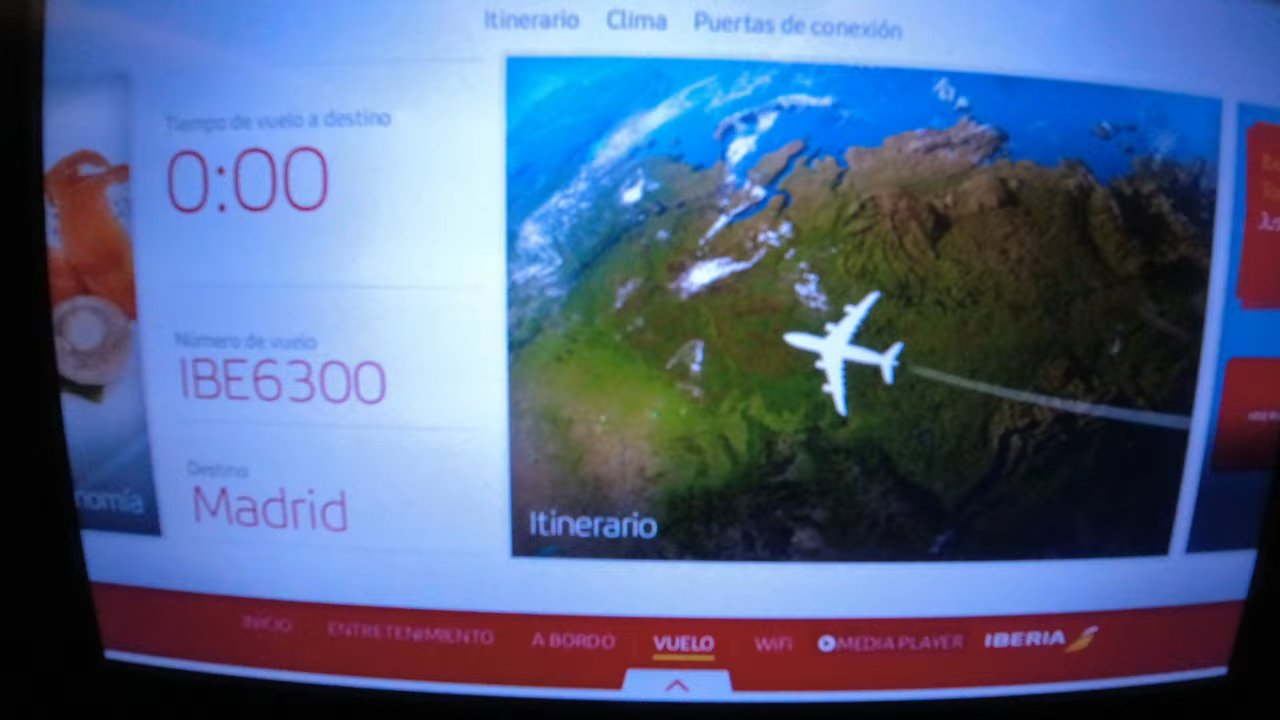 Itinerario Clima Puertas de conexión
Tiempo de vuelo a destino
0:00
Número de vuelo
IBE6300
Destino
Madrid
nomía
Itinerario
INICIO ENTRETENIMIENTO A BORDO VUELO WiFi MEDIA PLAYER IBERIA